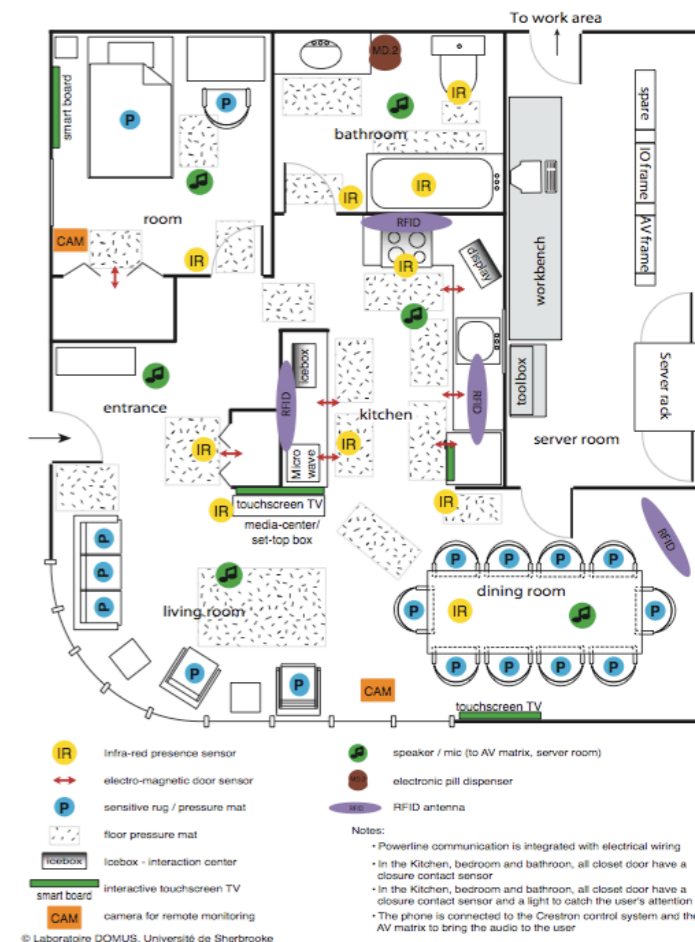 To work area
smart board
P
P
MD.2
IR
IR
bathroom
IR
IR
room
CAM
IR
RFID
IR
display
workbench
spare
IO frame
AV frame
entrance
icebox
RFID
kitchen
RFID
toolbox
Server rack
server room
IR
IR
Micro
wave
touchscreen TV
IR
IR
media-center/
set-top box
RFID
P
P
P
P
P
P
P
living room
dining room
P
IR
P
P
P
P
P
P
P
CAM
touchscreen TV
IR
Infra-red presence sensor
electro-magnetic door sensor
P
sensitive rug / pressure mat
floor pressure mat
Icebox
Icebox - interaction center
smart board
interactive touchscreen TV
CAM
camera for remote monitoring
© Laboratoire DOMUS, Université de Sherbrooke
speaker / mic (to AV matrix, server room)
MD.2
electronic pill dispenser
RFID
RFID antenna
Notes:
• Powerline communication is integrated with electrical wiring
• In the Kitchen, bedroom and bathroon, all closet door have a
closure contact sensor
• In the Kitchen, bedroom and bathroon, all closet door have a
closure contact sensor and a light to catch the user's attention
• The phone is connected to the Crestron control system and the
AV matrix to bring the audio to the user